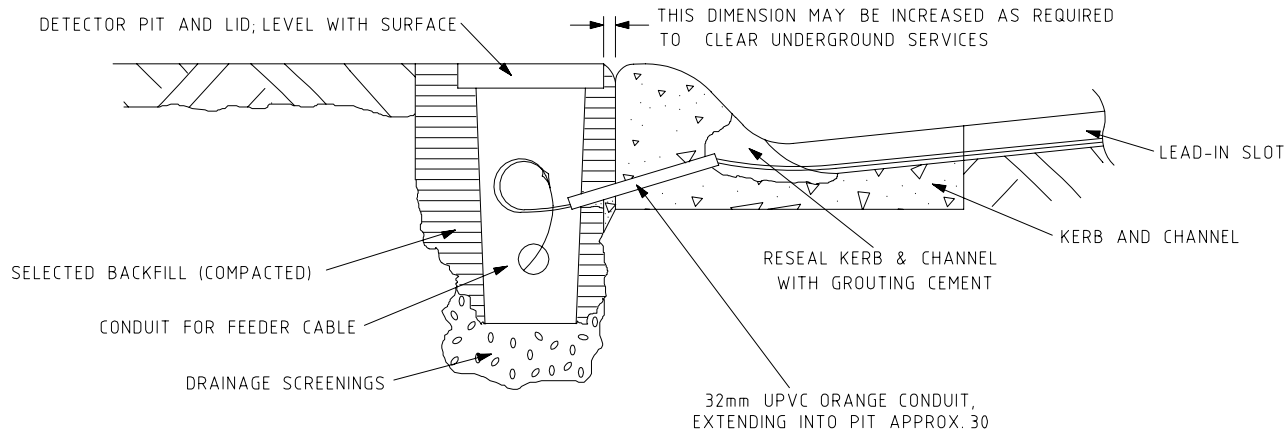 DETECTOR PIT AND LID; LEVEL WITH SURFACE
THIS DIMENSION MAY BE INCREASED AS REQUIRED
TO CLEAR UNDERGROUND SERVICES
LEAD-IN SLOT
KERB AND CHANNEL
RESEAL KERB & CHANNEL
WITH GROUTING CEMENT
SELECTED BACKFILL (COMPACTED)
CONDUIT FOR FEEDER CABLE
DRAINAGE SCREENINGS
32mm UPVC ORANGE CONDUIT,
EXTENDING INTO PIT APPROX. 30